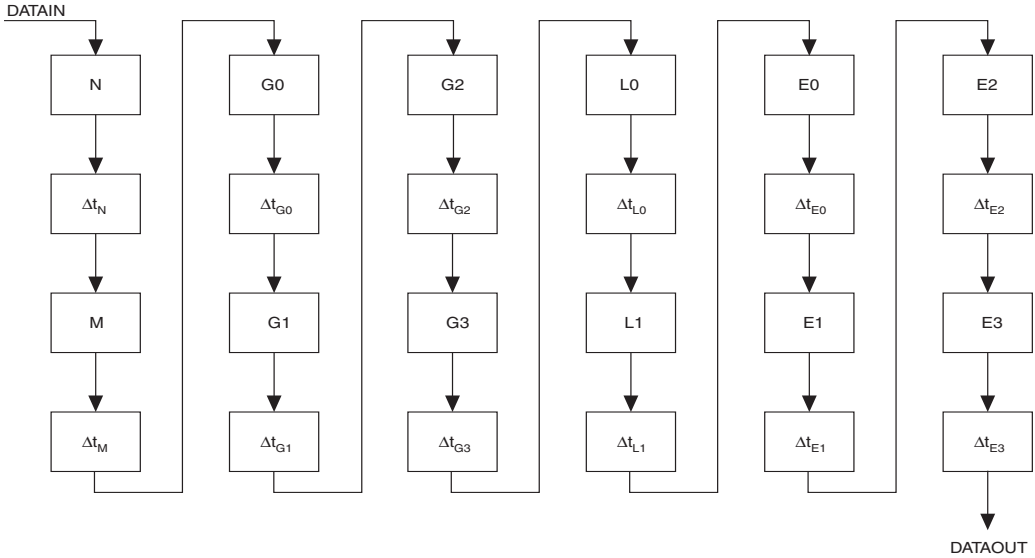 DATAIN
N
G0
G2
L0
E0
E2
Δt_N
Δt_G0
Δt_G2
Δt_L0
Δt_E0
Δt_E2
M
G1
G3
L1
E1
E3
Δt_M
Δt_G1
Δt_G3
Δt_L1
Δt_E1
Δt_E3
DATAOUT